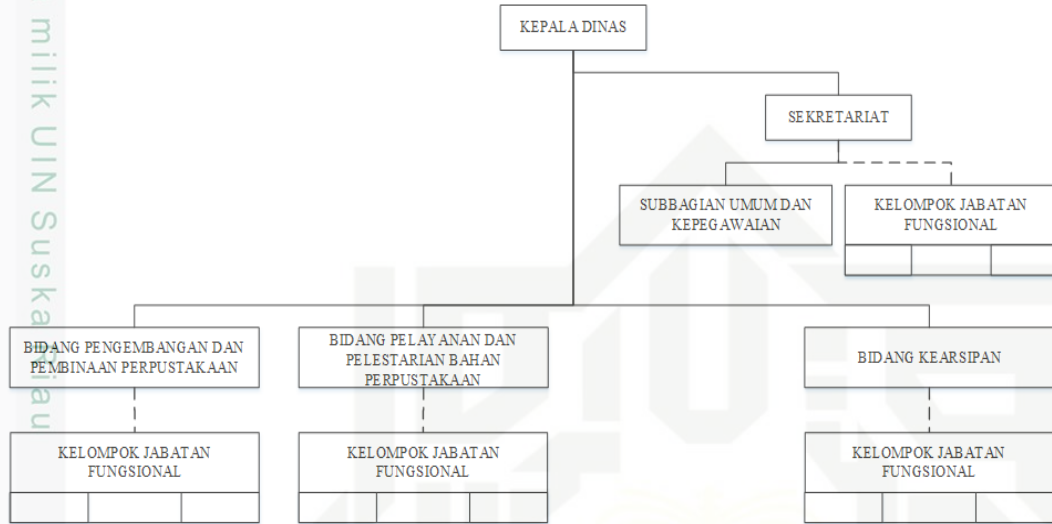 KEPALA DINAS
SEKRETARIAT
SUBBAGIAN UMUM DAN
KEPEGAWAIAN
KELOMPOK JABATAN
FUNGSIONAL
BIDANG PENGEMBANGAN DAN
PEMBINAAN PERPUSTAKAAN
BIDANG PELAYANAN DAN
PELESTARIAN BAHAN
PERPUSTAKAAN
BIDANG KEARSIPAN
KELOMPOK JABATAN
FUNGSIONAL
KELOMPOK JABATAN
FUNGSIONAL
KELOMPOK JABATAN
FUNGSIONAL
milik UIN Suska Riau